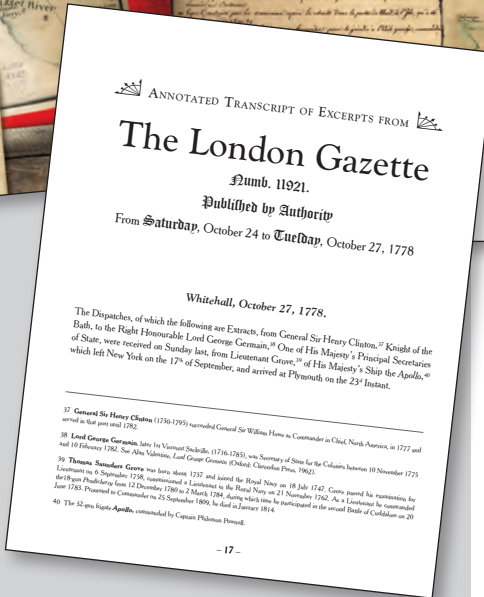 ANNOTATED TRANSCRIPT OF EXCERPTS FROM
The London Gazette
Numb. 11921.
Publiſhed by Authority
From Saturday, October 24 to Tueſday, October 27, 1778
Whitehall, October 27, 1778.
The Dispatches, of which the following are Extracts, from General Sir Henry Clinton,37 Knight of the
Bath, to the Right Honourable Lord George Germain,38 One of His Majesty's Principal Secretaries
of State, were received on Sunday last, from Lieutenant Grove,39 of His Majesty's Ship the Apollo,40
which left New York on the 17th of September, and arrived at Plymouth on the 23d Instant.
37 General Sir Henry Clinton (1730-1795) succeeded General Sir William Howe as Commander in Chief, North America, in 1777 and
served in that post until 1782.
38 Lord George Germain, later 1st Viscount Sackville, (1716-1785), was Secretary of State for the Colonies between 10 November 1775
and 10 February 1782. See Alan Valentine, Lord George Germain (Oxford: Clarendon Press, 1962).
39 Thomas Saunders Grove was born about 1737 and joined the Royal Navy on 18 July 1747. Grove passed his examination for
Lieutenant on 6 September 1758, commissioned a Lieutenant in the Royal Navy on 21 November 1762. As a Lieutenant he commanded
the 18-gun Pondicherry from 12 December 1780 to 2 March 1784, during which time he participated in the second Battle of Cuddalore on 20
June 1783. Promoted to Commander on 25 September 1809, he died in January 1814.
40 The 32-gun frigate Apollo, commanded by Captain Philemon Pownoll.
– 17 –